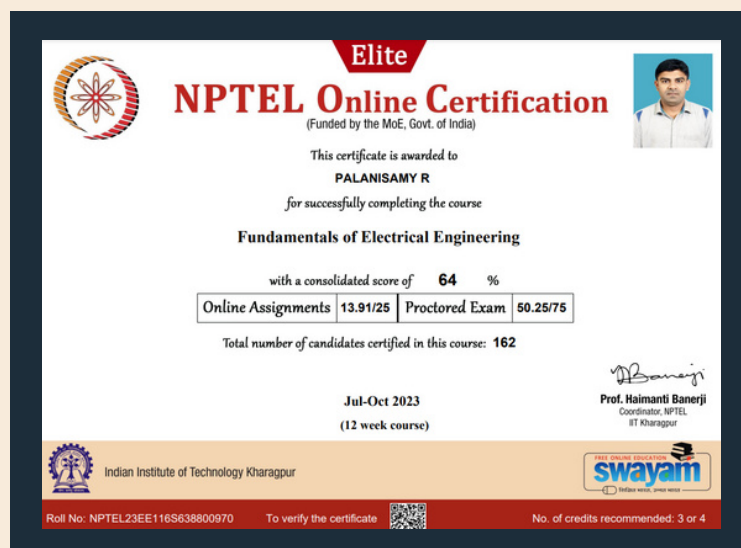 Elite
NPTEL Online Certification
(Funded by the MoE, Govt. of India)
This certificate is awarded to
PALANISAMY R
for successfully completing the course
Fundamentals of Electrical Engineering
with a consolidated score of 64 %
Online Assignments 13.91/25 Proctored Exam 50.25/75
Total number of candidates certified in this course: 162
Jul-Oct 2023
(12 week course)
Prof. Haimanti Banerji
Coordinator, NPTEL
IIT Kharagpur
Indian Institute of Technology Kharagpur
FREE ONLINE EDUCATION
swayam
शिक्षित भारत, उन्नत भारत
Roll No: NPTEL23EE116S638800970 To verify the certificate No. of credits recommended: 3 or 4